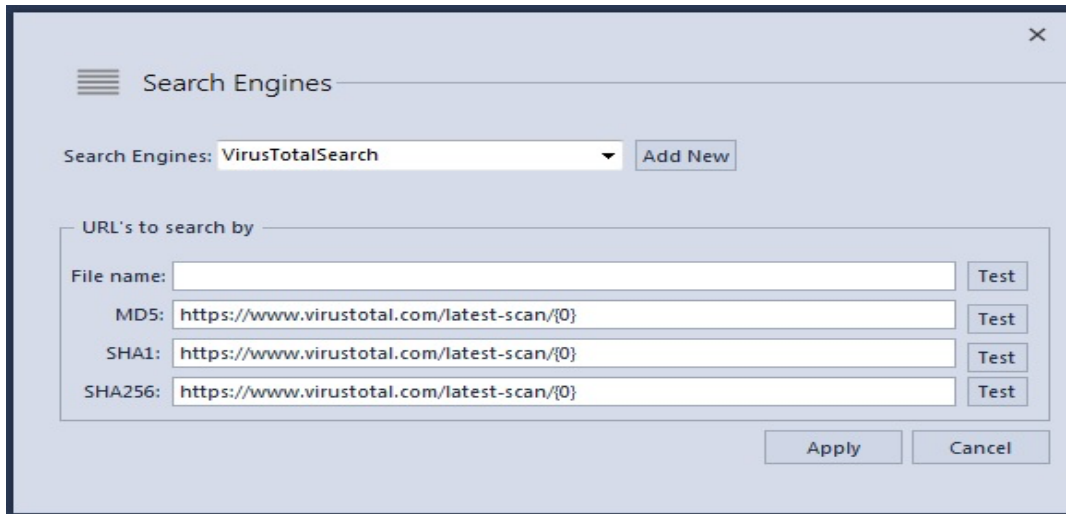 Search Engines
Search Engines: VirusTotalSearch Add New
URL's to search by
File name: Test
MD5: https://www.virustotal.com/latest-scan/{0} Test
SHA1: https://www.virustotal.com/latest-scan/{0} Test
SHA256: https://www.virustotal.com/latest-scan/{0} Test
Apply Cancel